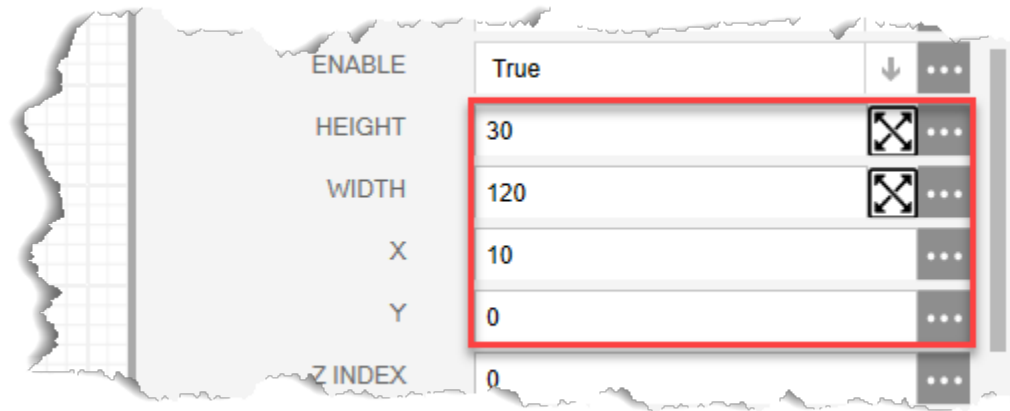 ENABLE True
HEIGHT 30
WIDTH 120
X 10
Y 0
Z INDEX 0